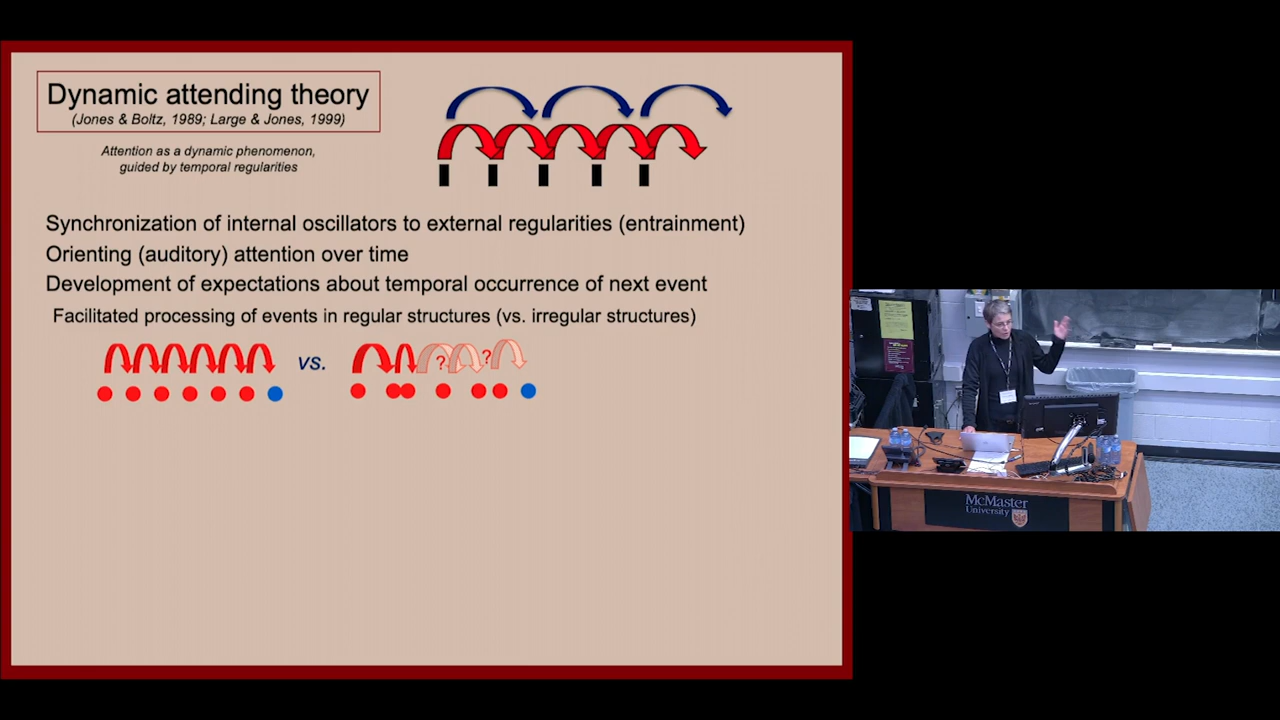 Dynamic attending theory
(Jones & Boltz, 1989; Large & Jones, 1999)
Attention as a dynamic phenomenon,
guided by temporal regularities
Synchronization of internal oscillators to external regularities (entrainment)
Orienting (auditory) attention over time
Development of expectations about temporal occurrence of next event
Facilitated processing of events in regular structures (vs. irregular structures)
vs.
?
?
McMaster
University